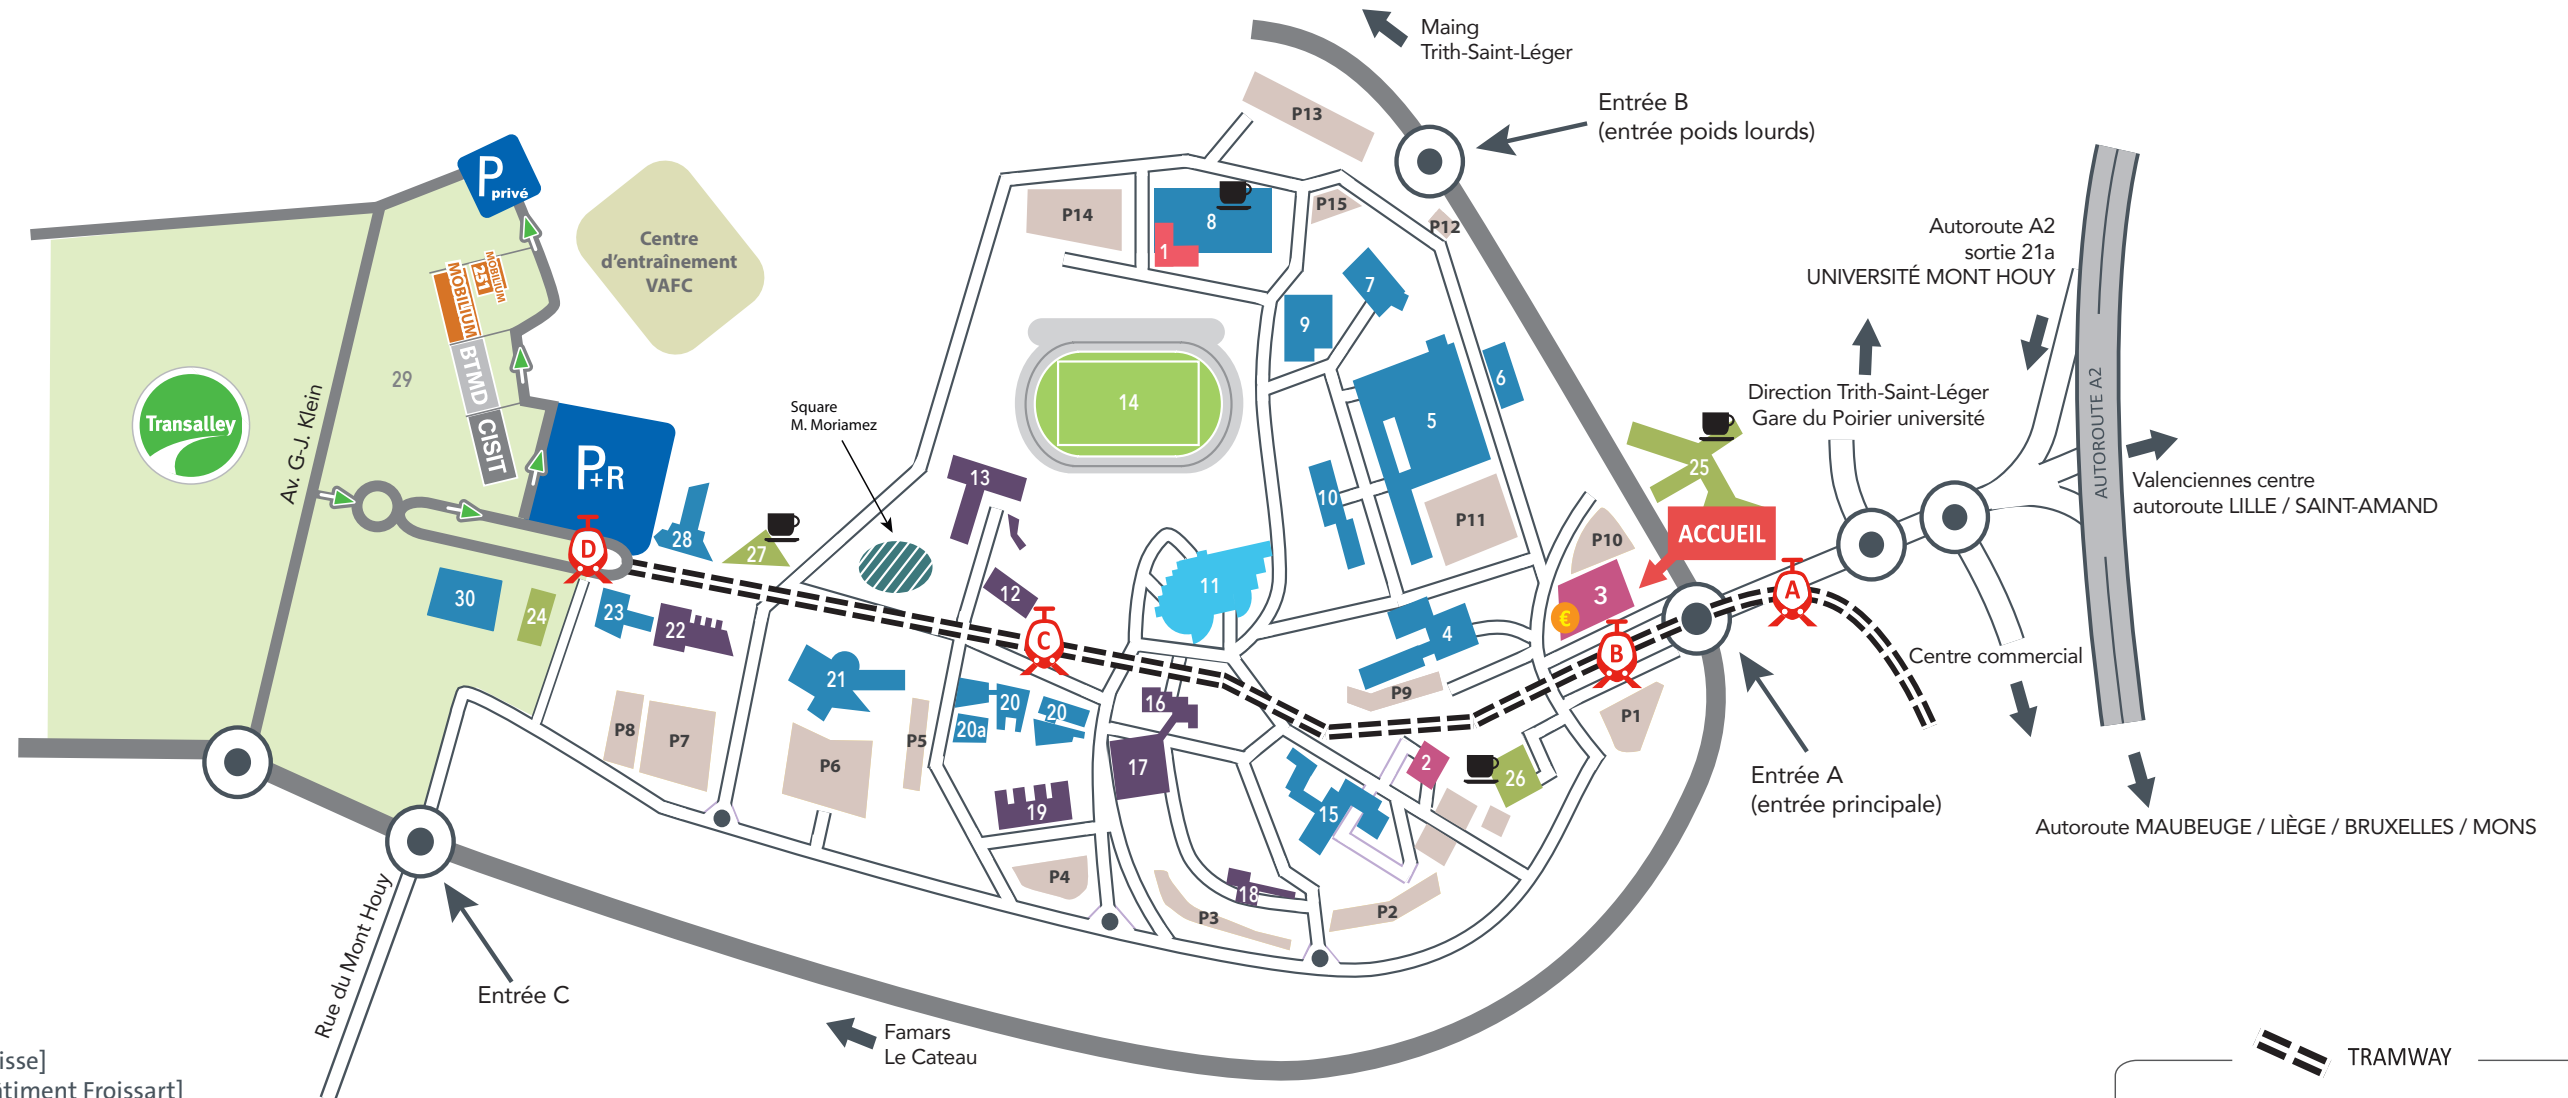 Maing
Trith-Saint-Léger
Entrée B
(entrée poids lourds)
P13
P privé
Centre
d'entraînement
VAFC
P14
8
1
P15
P12
7
9
Autoroute A2
sortie 21a
UNIVERSITÉ MONT HOUY
MOBILIUM
251
MOBILIUM
BTMD
CISIT
29
Transalley
Av. G-J. Klein
P+R
Square
M. Moriamez
14
5
6
Direction Trith-Saint-Léger
Gare du Poirier université
AUTOROUTE A2
Valenciennes centre
autoroute LILLE / SAINT-AMAND
25
ACCUEIL
13
10
P11
P10
D
28
27
11
12
3
€
A
30
24
23
22
C
4
B
Centre commercial
21
20
20
20a
16
P9
P1
P8
P7
P6
P5
17
2
26
Entrée A
(entrée principale)
19
15
Autoroute MAUBEUGE / LIÈGE / BRUXELLES / MONS
P4
18
P3
P2
Rue du Mont Houy
Entrée C
Famars
Le Cateau
isse]
âtiment Froissart]
TRAMWAY